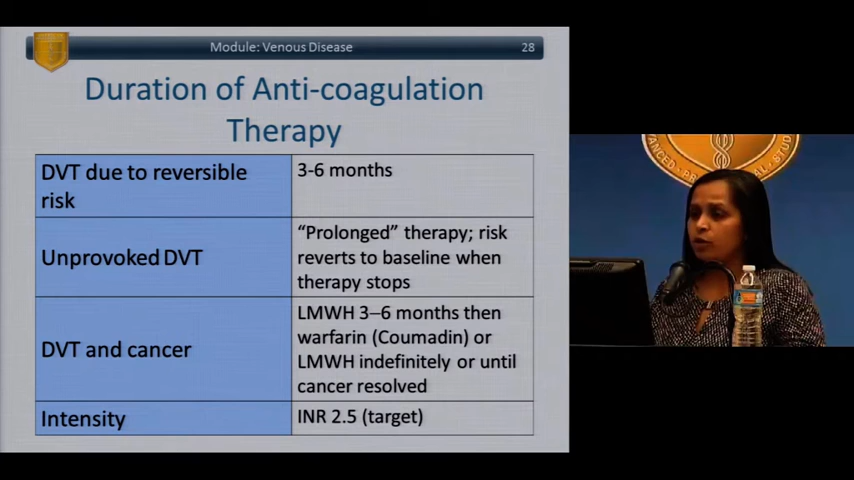 Module: Venous Disease
28
Duration of Anti-coagulation
Therapy
DVT due to reversible
risk
3-6 months
Unprovoked DVT
“Prolonged” therapy; risk
reverts to baseline when
therapy stops
DVT and cancer
LMWH 3–6 months then
warfarin (Coumadin) or
LMWH indefinitely or until
cancer resolved
Intensity
INR 2.5 (target)